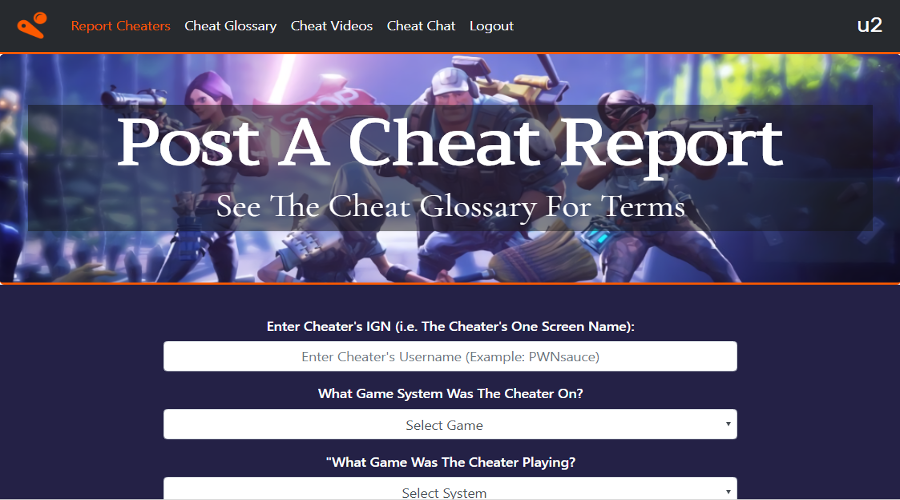 Report Cheaters Cheat Glossary Cheat Videos Cheat Chat Logout u2
Post A Cheat Report
See The Cheat Glossary For Terms
Enter Cheater's IGN (i.e. The Cheater's One Screen Name):
Enter Cheater's Username (Example: PWNsauce)
What Game System Was The Cheater On?
Select Game
"What Game Was The Cheater Playing?
Select System